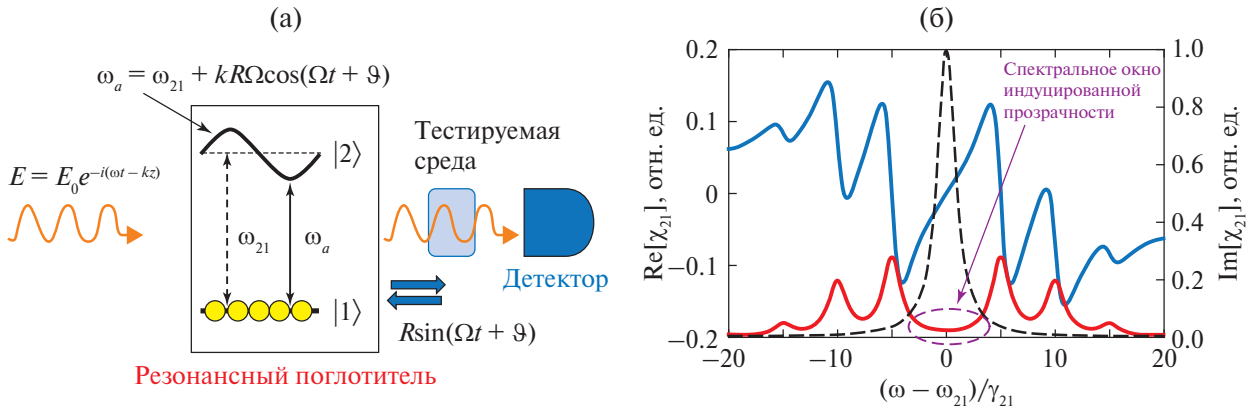 (а)
ω_a = ω_21 + kRΩcos(Ωt + ϑ)
E = E_0e^{−i(ωt − kz)}
|2⟩
ω_21
ω_a
|1⟩
Тестируемая
среда
Детектор
Rsin(Ωt + ϑ)
Резонансный поглотитель
(б)
Спектральное окно
индуцированной
прозрачности
Re[χ_21], отн. ед.
0.2
0.1
0
−0.1
−0.2
Im[χ_21], отн. ед.
1.0
0.8
0.6
0.4
0.2
0.0
−20
−10
0
10
20
(ω − ω_21)/γ_21